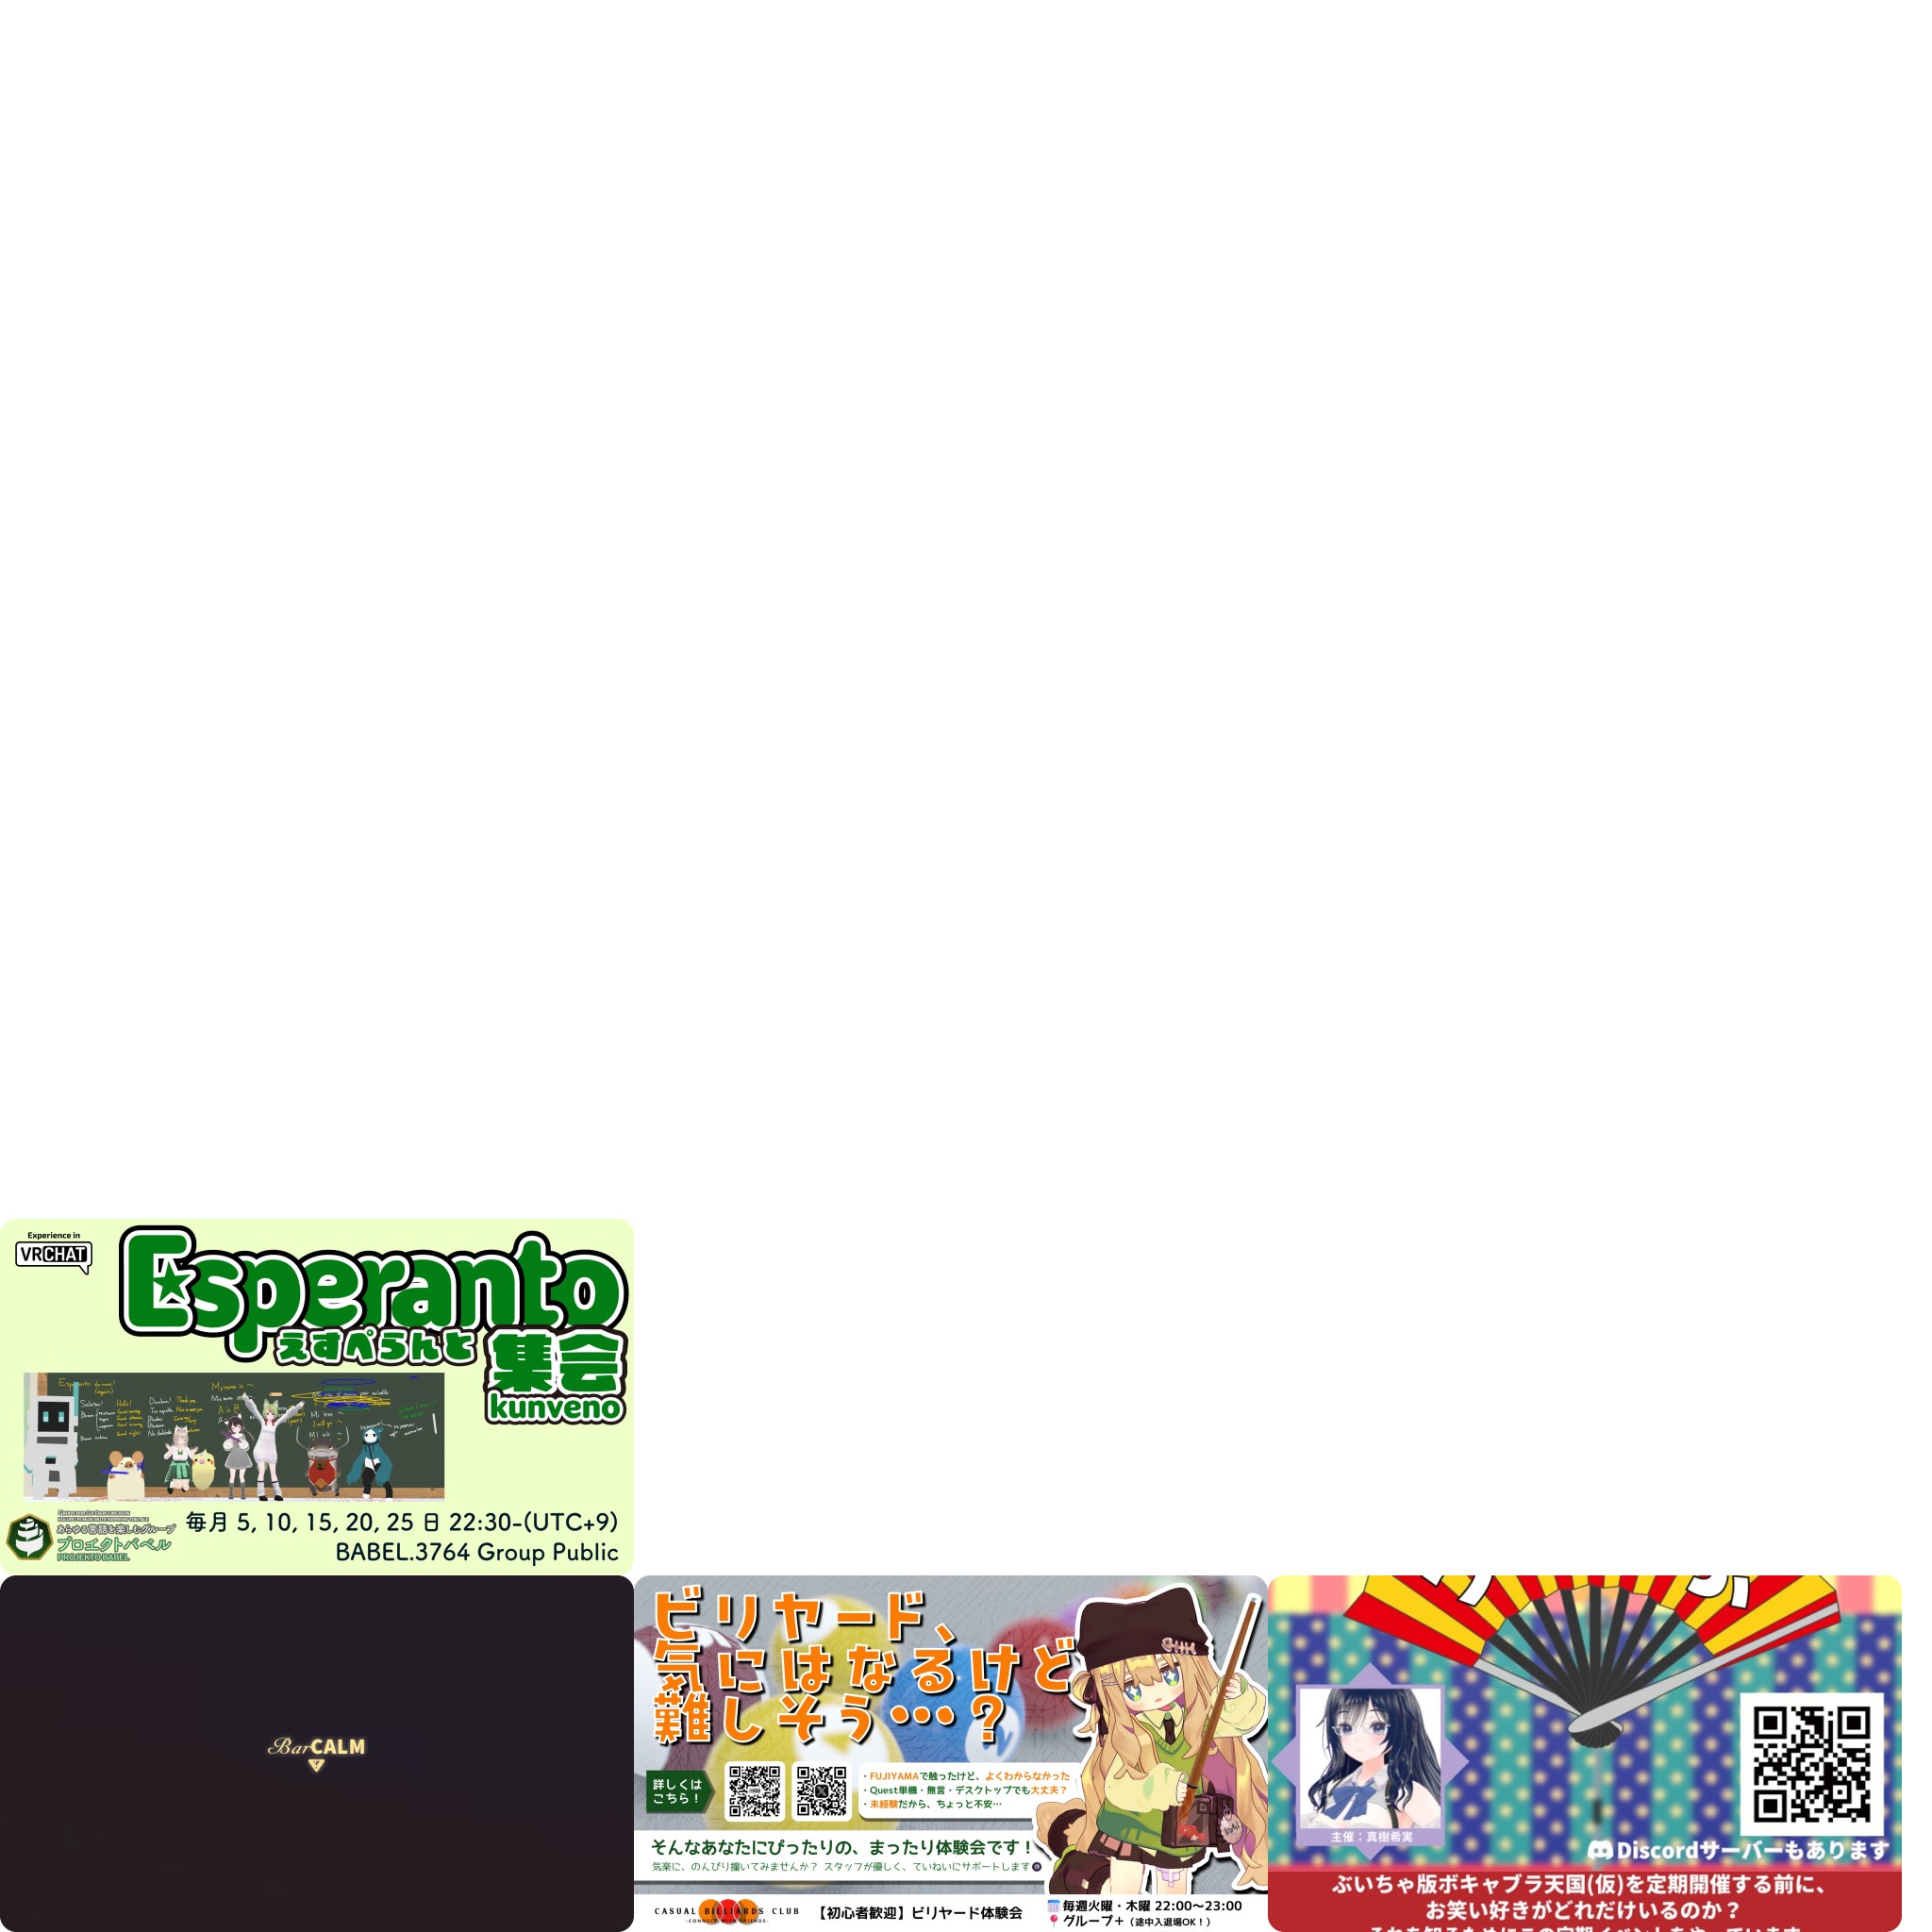 Experience in
VRCHAT
Esperanto
えすぺらんと
集会
kunveno
あらゆる言語を楽しむグループ
プロエクトバベル
PROJEKTO BABEL
毎月 5, 10, 15, 20, 25 日 22:30-(UTC+9)
BABEL.3764 Group Public
BarCALM
ビリヤード、
気にはなるけど
難しそう…?
詳しくは
こちら!
・FUJIYAMAで触ったけど、よくわからなかった
・Quest単機・無言・デスクトップでも大丈夫?
・未経験だから、ちょっと不安…
そんなあなたにぴったりの、まったり体験会です!
気楽に、のんびり撞いてみませんか? スタッフが優しく、ていねいにサポートします
CASUAL BILLIARDS CLUB
-CONNECT WITH FRIENDS-
【初心者歓迎】ビリヤード体験会
毎週火曜・木曜 22:00~23:00
グループ+(途中入退場OK!)
主催:真樹希実
Discordサーバーもあります
ぶいちゃ版ボキャブラ天国(仮)を定期開催する前に、
お笑い好きがどれだけいるのか?